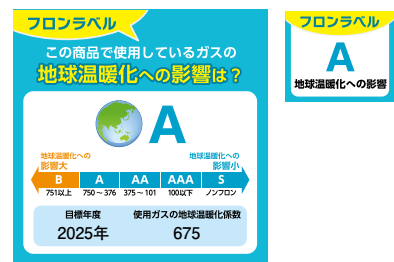 フロンラベル
この商品で使用しているガスの
地球温暖化への影響は？
A
地球温暖化への
影響大
地球温暖化への
影響小
B A AA AAA S
751以上 750～376 375～101 100以下 ノンフロン
目標年度 使用ガスの地球温暖化係数
2025年 675
フロンラベル
A
地球温暖化への影響